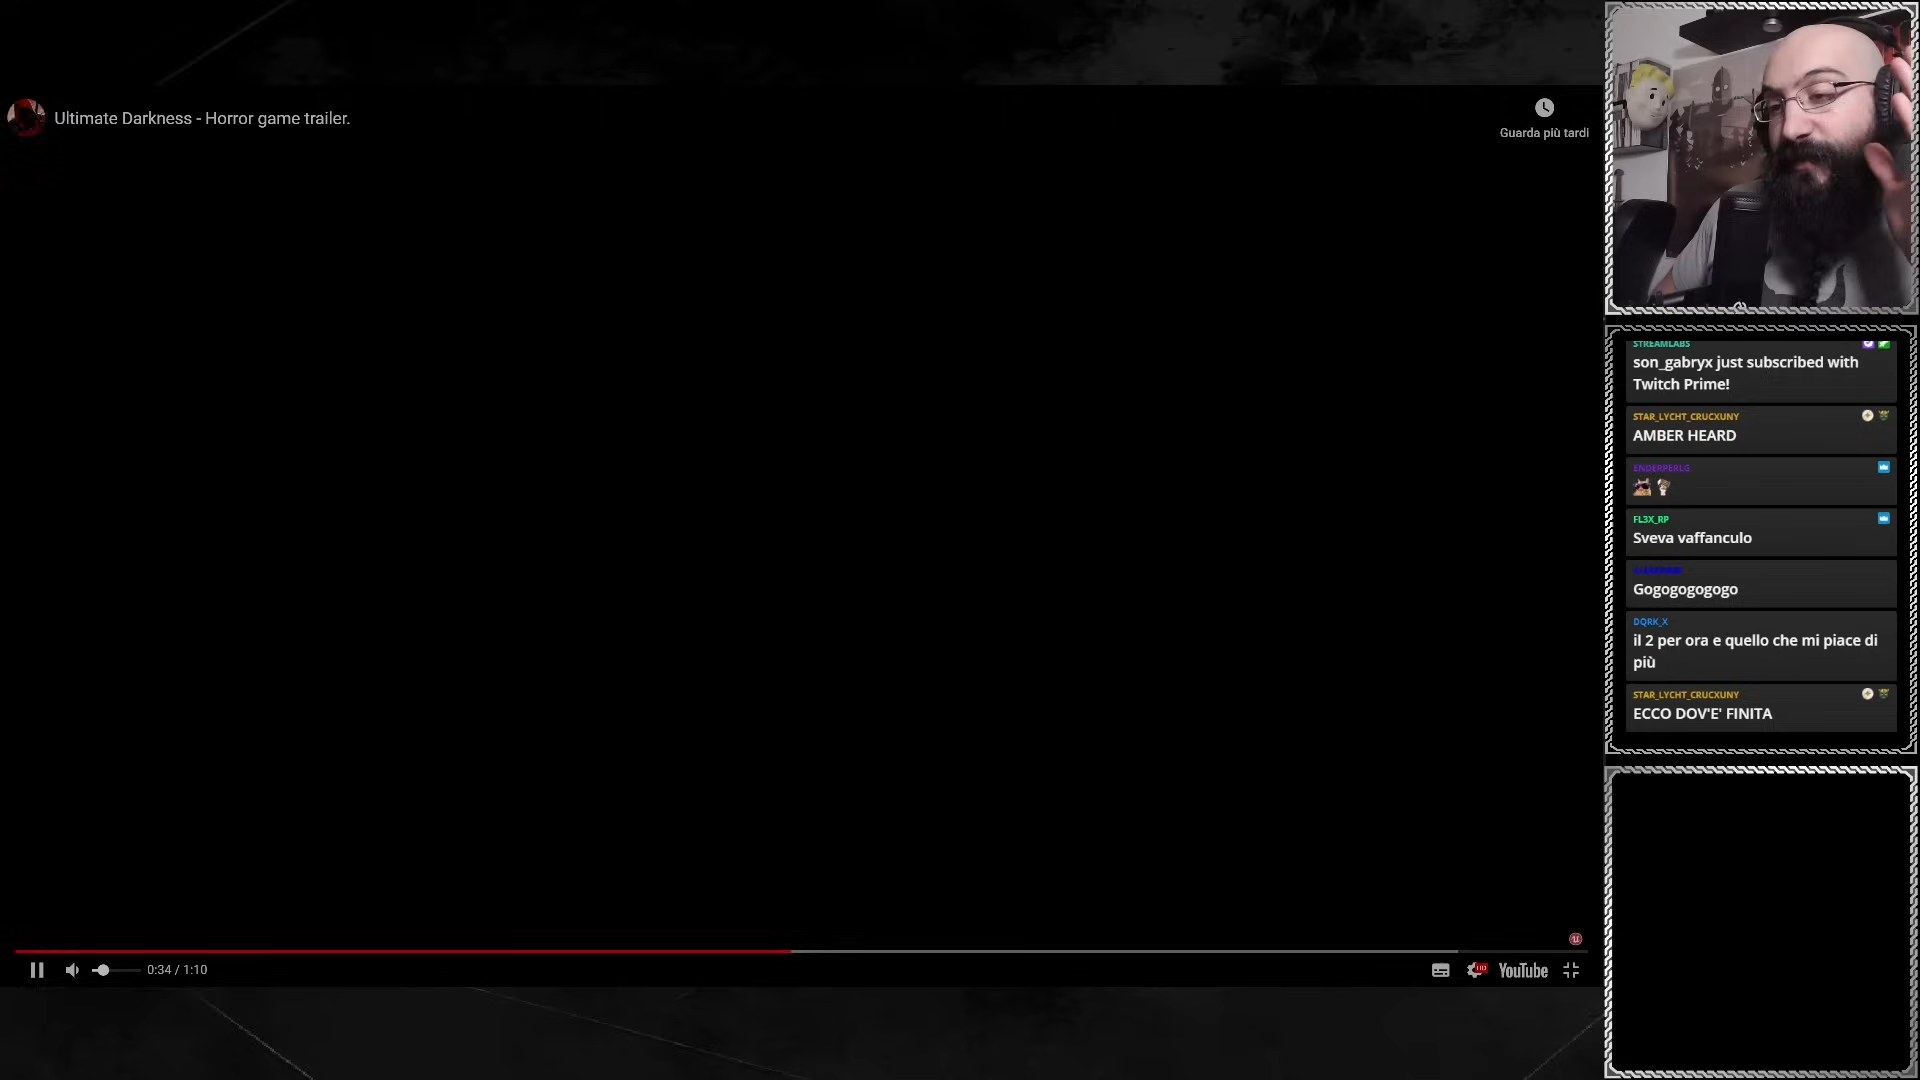 Ultimate Darkness - Horror game trailer.
Guarda più tardi
STREAMLABS
son_gabryx just subscribed with
Twitch Prime!
STAR_LYCHT_CRUCXUNY
AMBER HEARD
ENDERPERLG
FL3X_RP
Sveva vaffanculo
Gogogogogogo
DQRK_X
il 2 per ora e quello che mi piace di
più
STAR_LYCHT_CRUCXUNY
ECCO DOV'E' FINITA
0:34 / 1:10
HD
YouTube